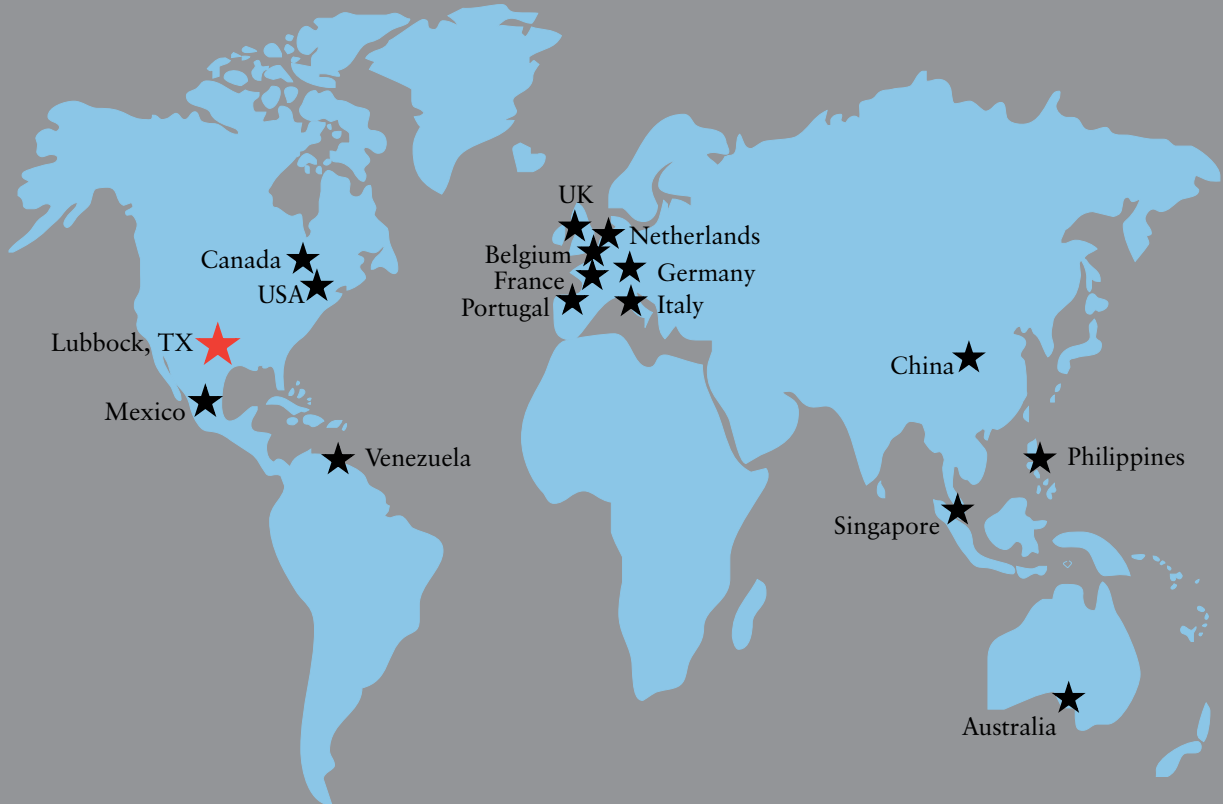 UK
Netherlands
Belgium
Canada
Germany
France
USA
Portugal
Italy
Lubbock, TX
China
Mexico
Venezuela
Philippines
Singapore
Australia